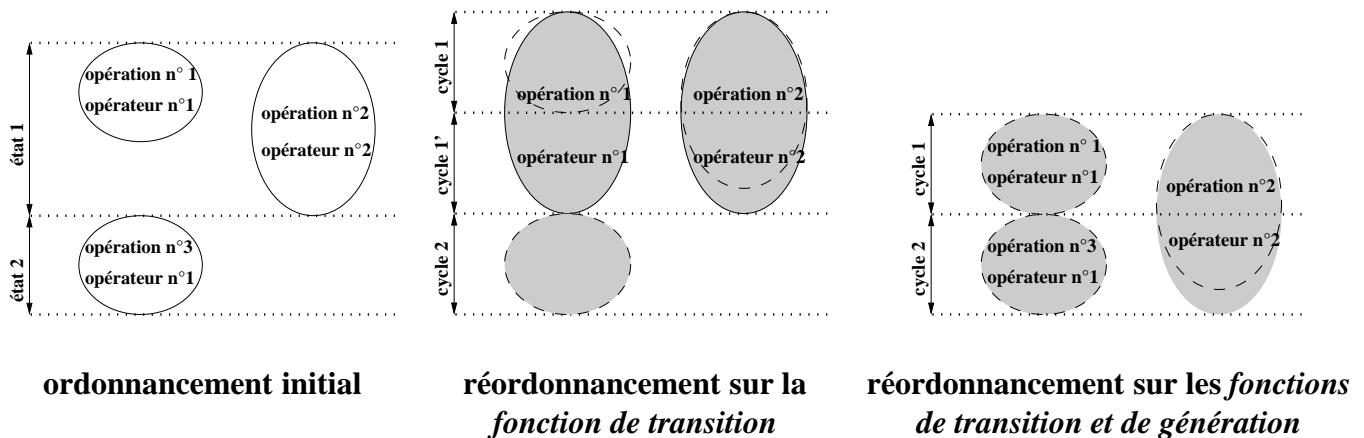 état 1
opération n° 1
opérateur n°1
opération n°2
opérateur n°2
état 2
opération n°3
opérateur n°1
ordonnancement initial
cycle 1
opération n°1
opération n°2
cycle 1’
opérateur n°1
opérateur n°2
cycle 2
réordonnancement sur la
fonction de transition
cycle 1
opération n° 1
opérateur n°1
opération n°2
opérateur n°2
cycle 2
opération n°3
opérateur n°1
réordonnancement sur les fonctions
de transition et de génération